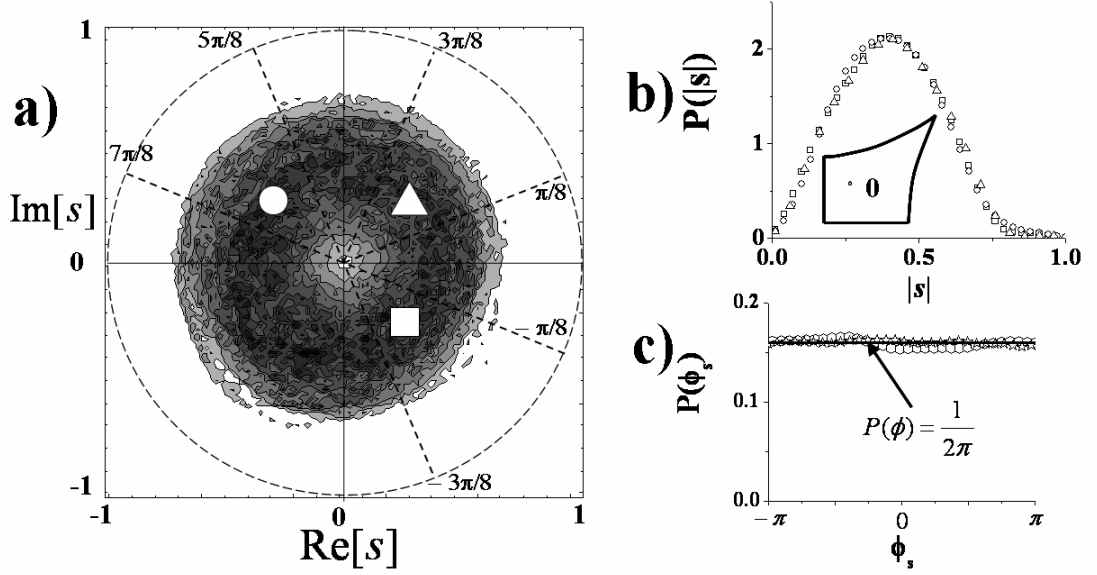 a)
1
5π/8
3π/8
7π/8
π/8
Im[s]
0
− π/8
− 3π/8
-1
-1
0
1
Re[s]
b)
P(|s|)
2
1
0
0
0.0
0.5
1.0
|s|
c)
P(ϕₛ)
0.2
0.1
0.0
P(ϕ) = 1/2π
− π
0
π
ϕₛ